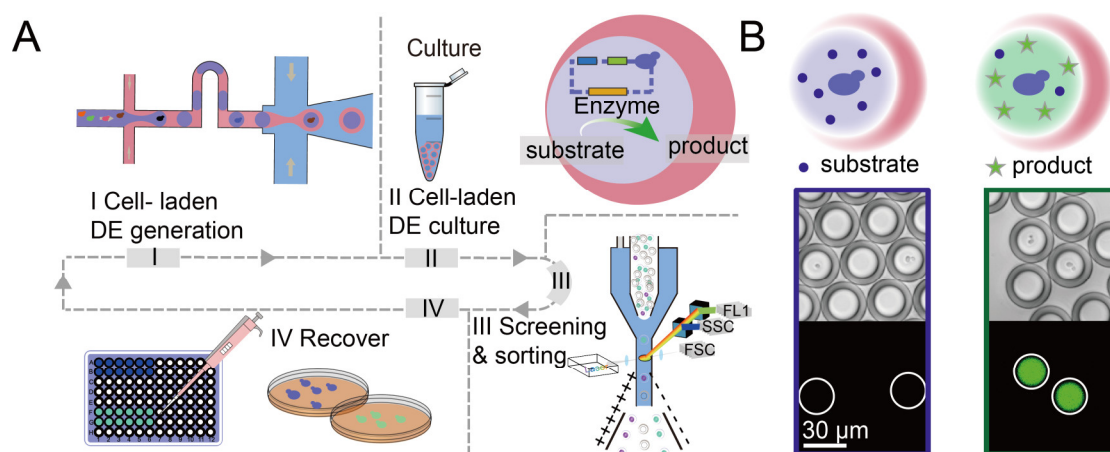 A
Culture
Enzyme
substrate
product
I Cell- laden
DE generation
II Cell-laden
DE culture
I
II
III
IV
IV Recover
III Screening
& sorting
FL1
SSC
FSC
A
B
C
D
E
F
G
H
B
substrate
product
30 µm